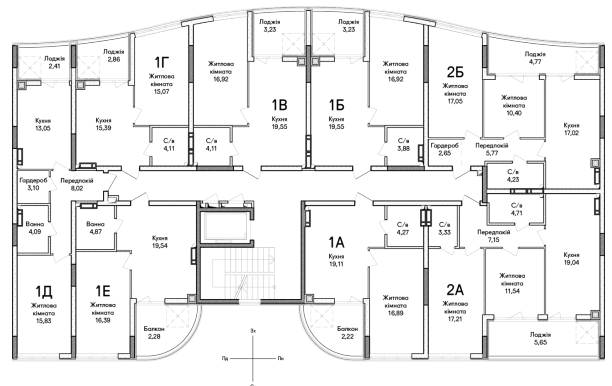 Лоджія
2,41
Лоджія
2,86
1Г
Житлова
кімната
15,07
Житлова
кімната
16,92
Лоджія
3,23
Лоджія
3,23
Житлова
кімната
16,92
2Б
Житлова
кімната
17,05
Лоджія
4,77
Кухня
13,05
Кухня
15,39
1В
Кухня
19,55
1Б
Кухня
19,55
Житлова
кімната
10,40
Кухня
17,02
С/в
4,11
С/в
4,11
С/в
3,88
Гардероб
2,65
Передпокій
5,77
С/в
4,23
Гардероб
3,10
Передпокій
8,02
Ванна
4,09
Ванна
4,87
Кухня
19,54
1А
Кухня
19,11
С/в
4,27
С/в
3,33
С/в
4,71
Передпокій
7,15
Кухня
19,04
1Д
Житлова
кімната
15,83
1Е
Житлова
кімната
16,39
Житлова
кімната
16,89
2А
Житлова
кімната
17,21
Житлова
кімната
11,54
Балкон
2,28
Балкон
2,22
Лоджія
5,65
Зх
Пд
Пн
С